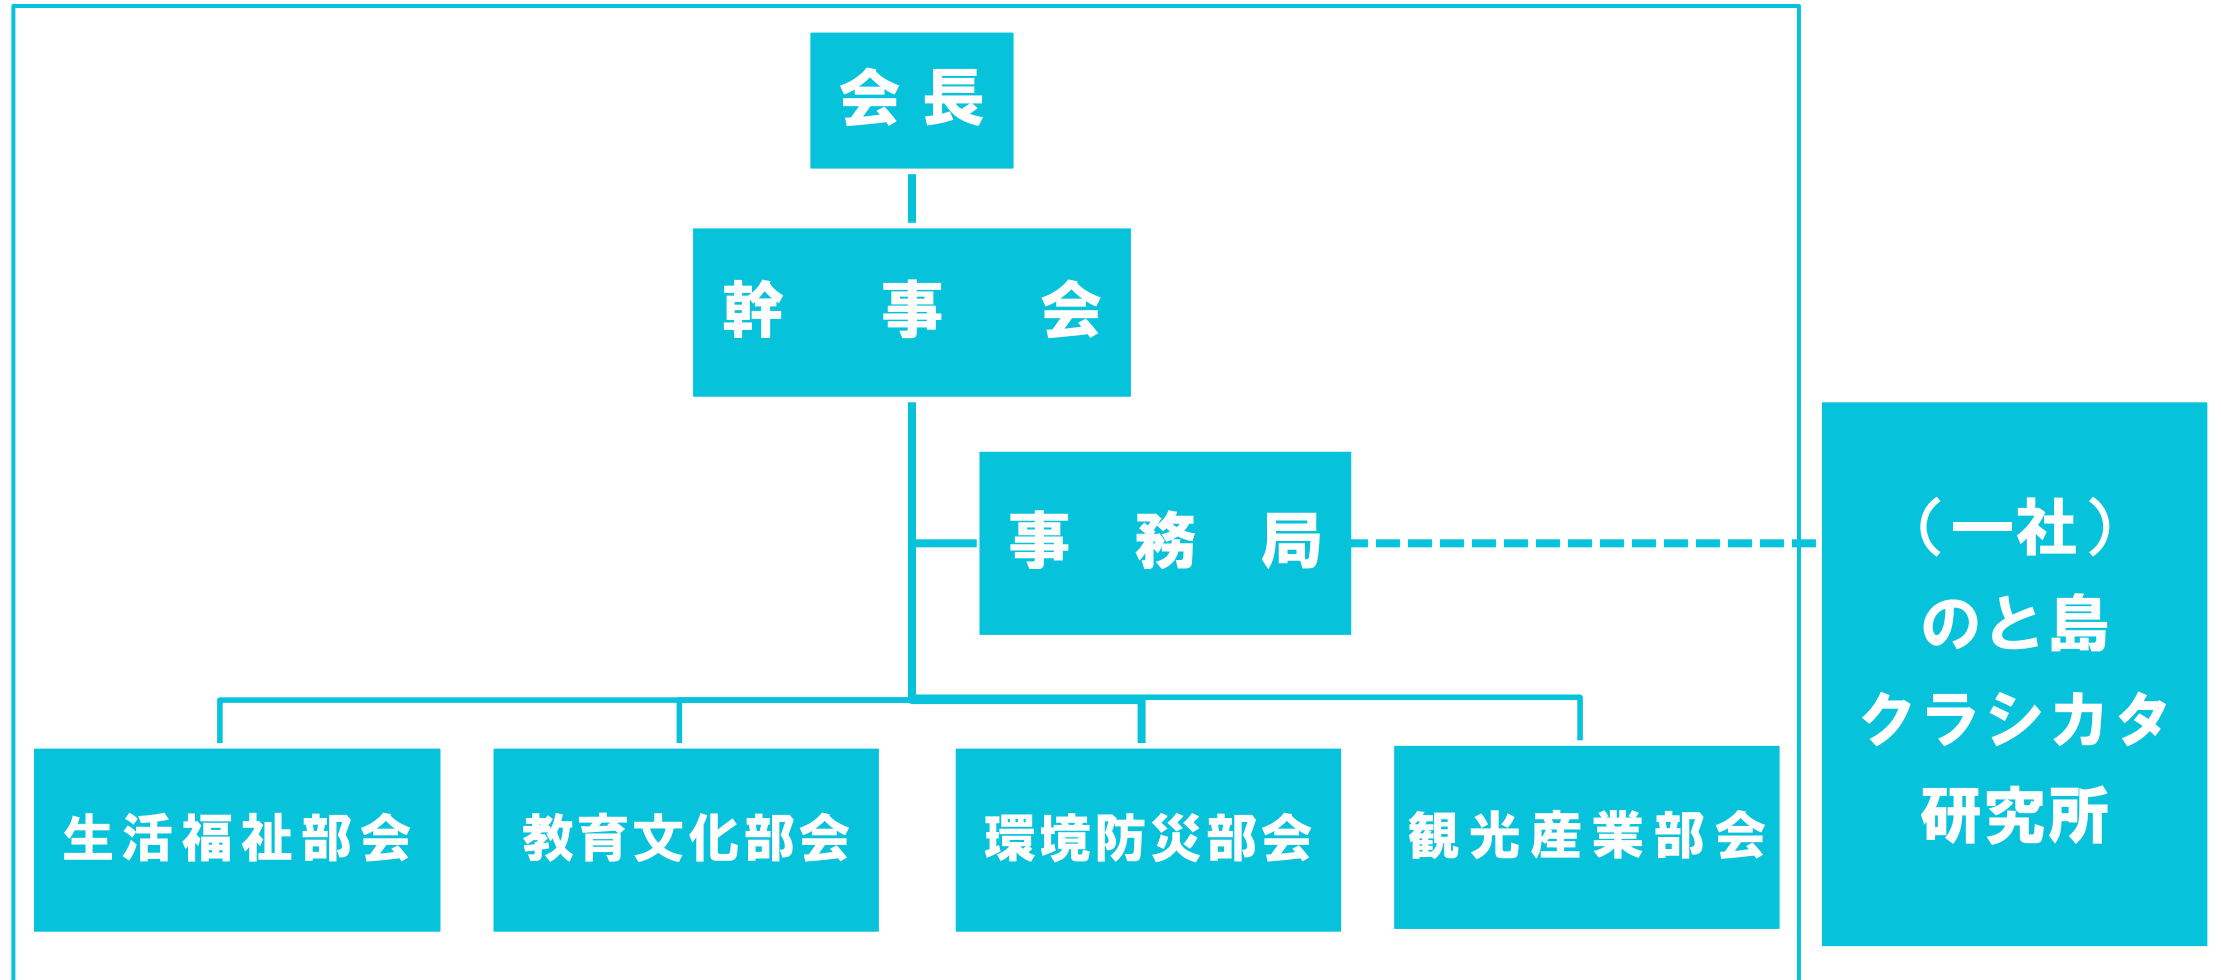 会長
幹事会
事務局
（一社）
のと島
クラシカタ
研究所
生活福祉部会
教育文化部会
環境防災部会
観光産業部会